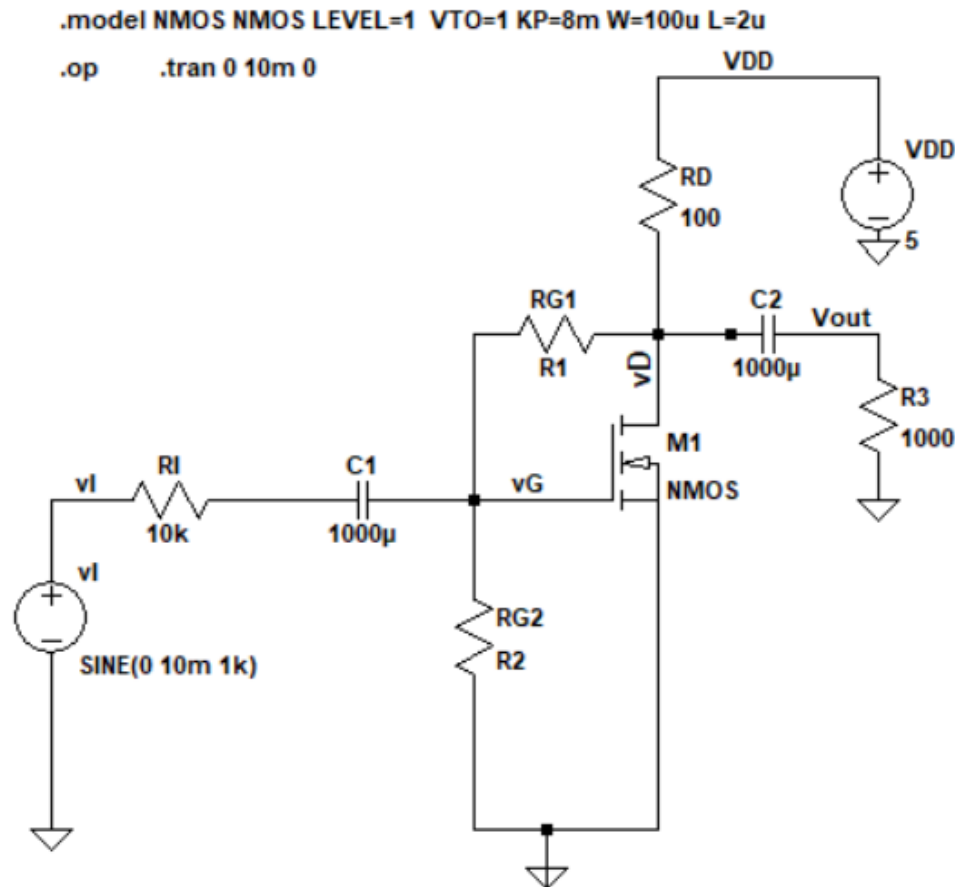 .model NMOS NMOS LEVEL=1 VTO=1 KP=8m W=100u L=2u
.op .tran 0 10m 0
VDD
VDD
RD
100
5
RG1
R1
C2
1000µ
Vout
vD
R3
1000
M1
NMOS
vI
RI
10k
C1
1000µ
vG
vI
SINE(0 10m 1k)
RG2
R2